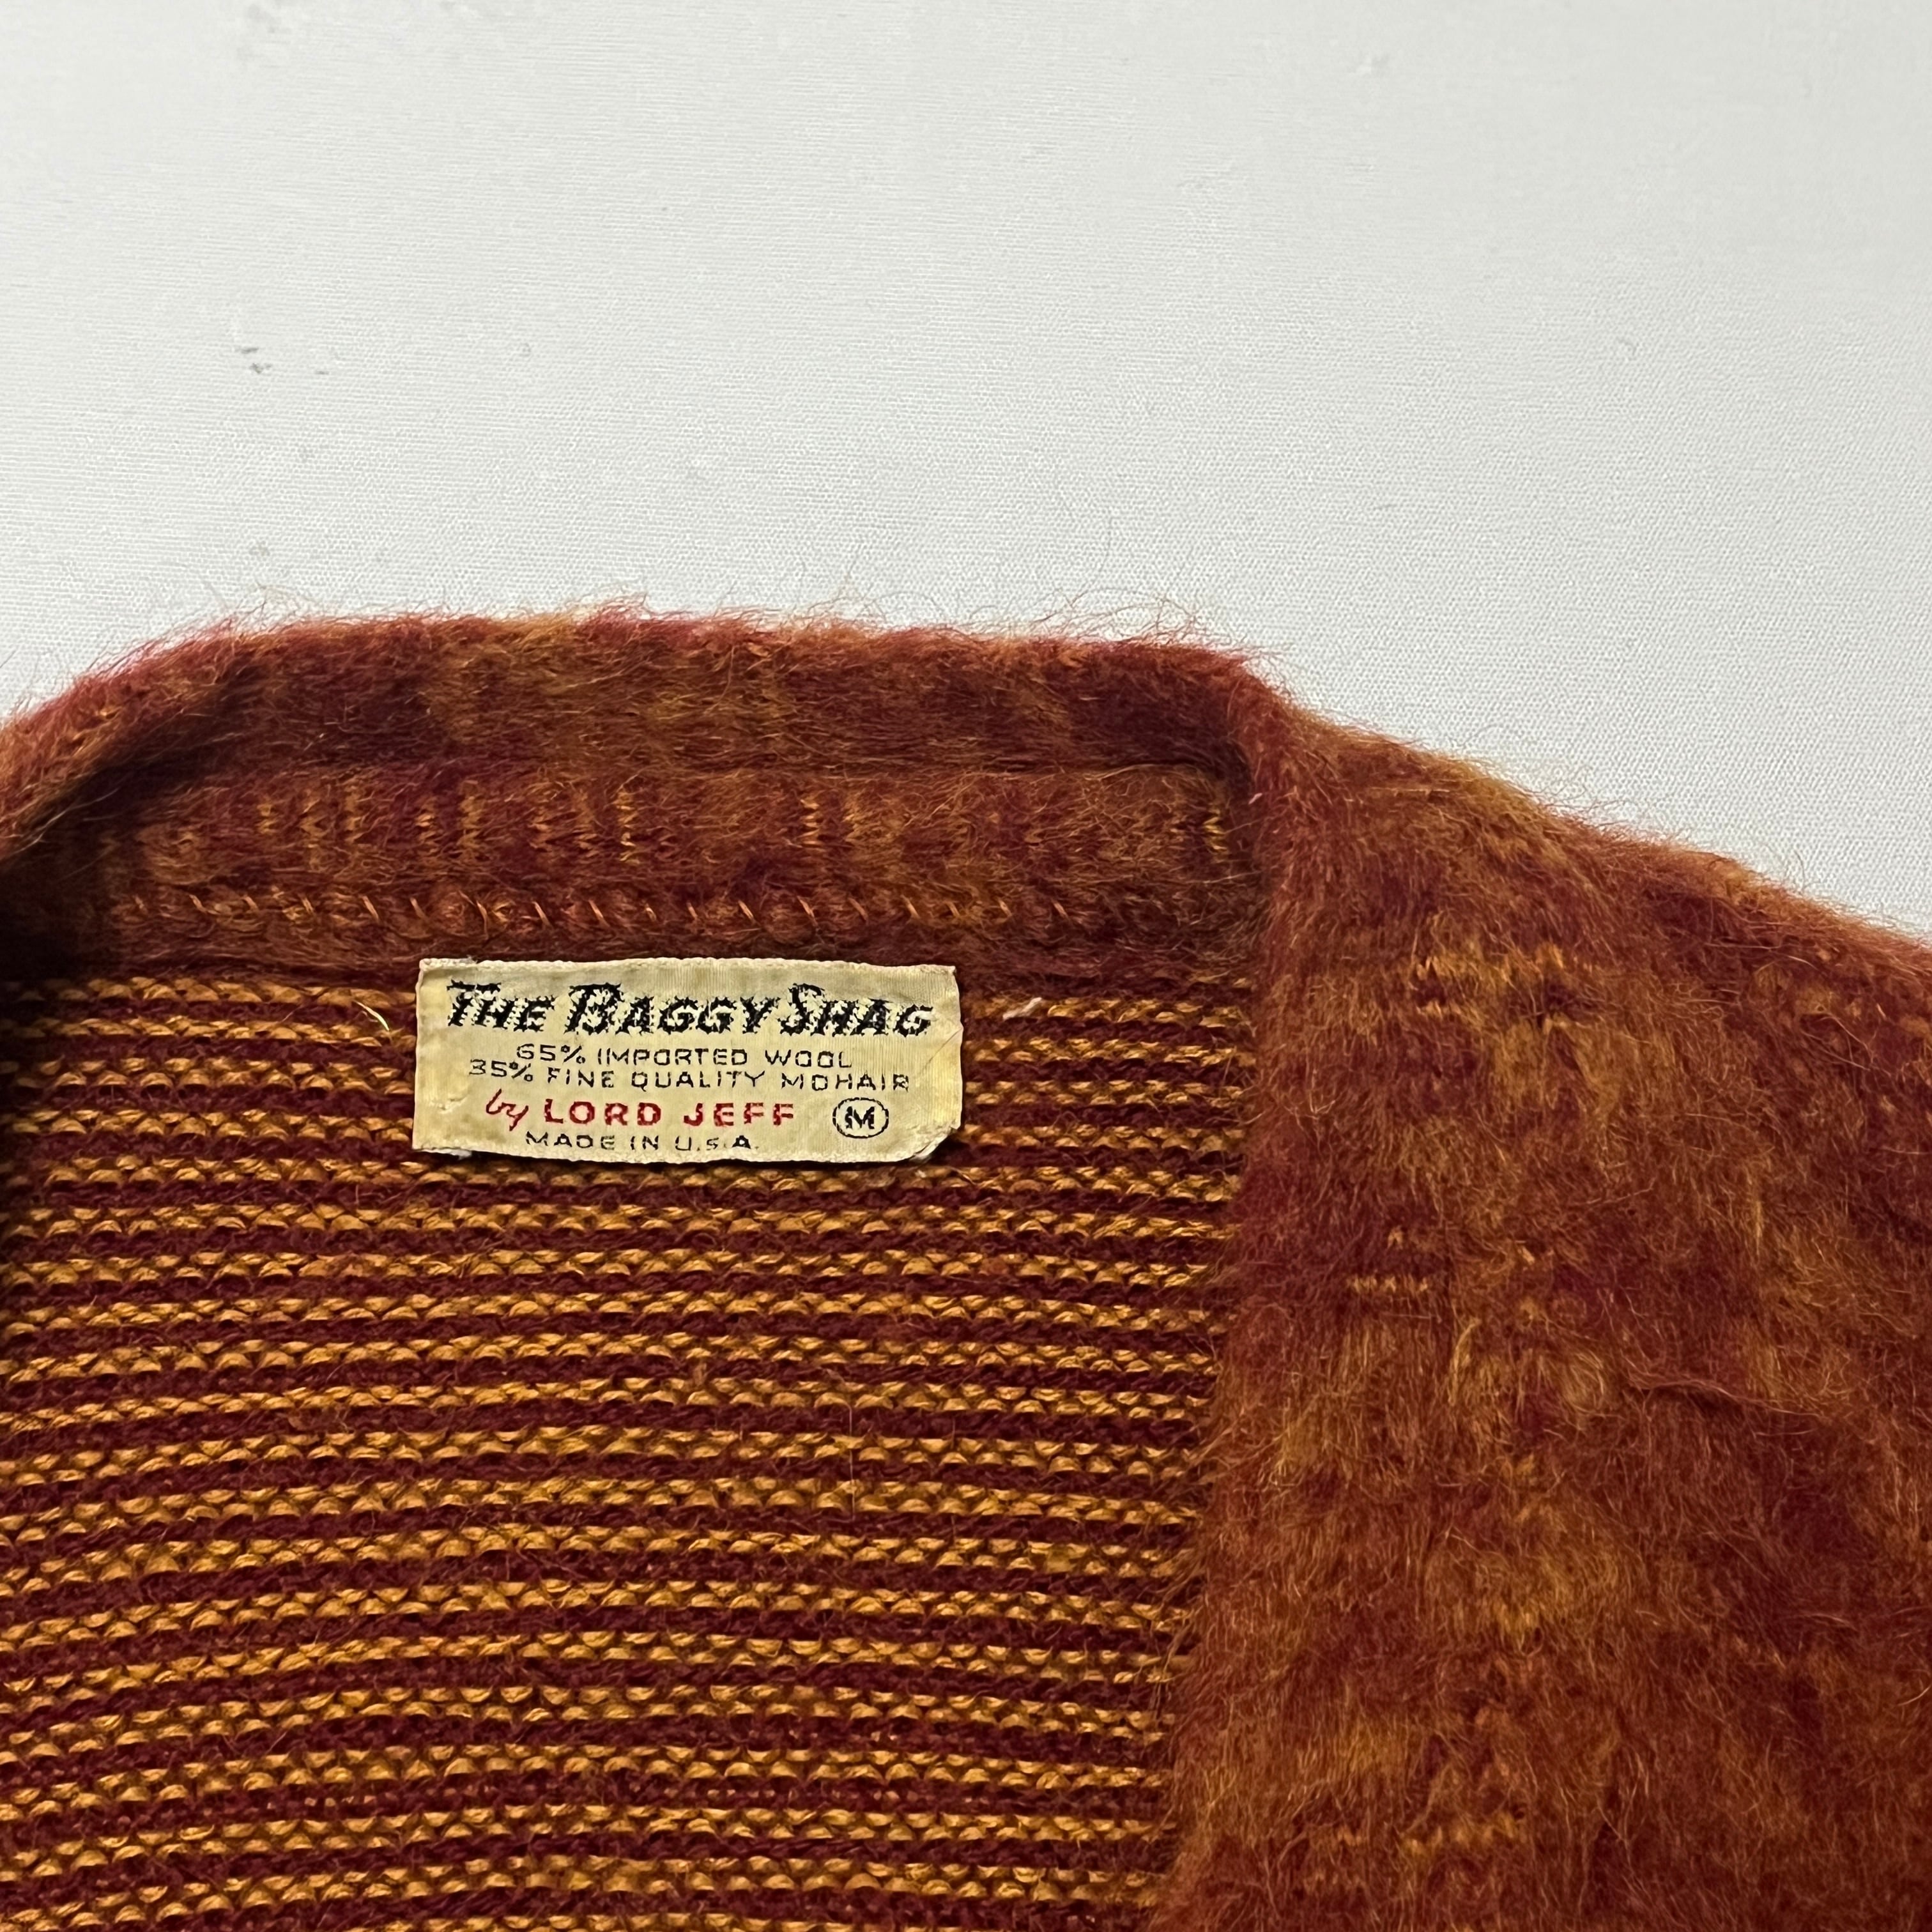 THE BAGGY SHAG
65% IMPORTED WOOL
35% FINE QUALITY MOHAIR
by LORD JEFF M
MADE IN U.S.A.